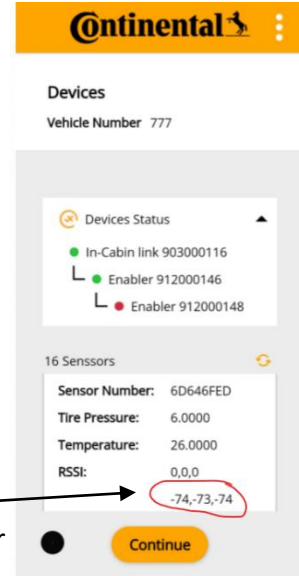 Continental
Devices
Vehicle Number 777
Devices Status
In-Cabin link 903000116
Enabler 912000146
Enabler 912000148
16 Senssors
Sensor Number: 6D646FED
Tire Pressure: 6.0000
Temperature: 26.0000
RSSI: 0,0,0
-74,-73,-74
Continue